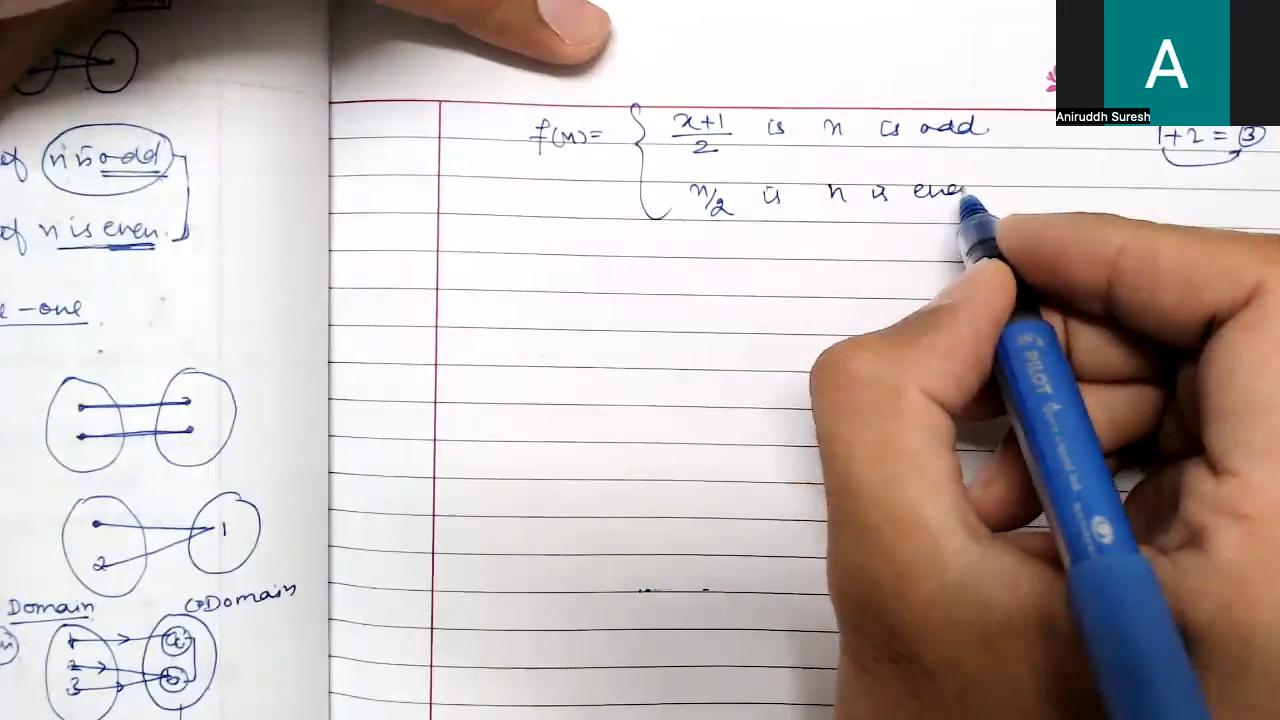 of n is odd
of n is even.
e-one
1
2
Domain
CoDomain
1
a
2
b
3
f(n)=
x+1/2 is n is odd
n/2 is n is even
1+2=3
A
Aniruddh Suresh
PILOT